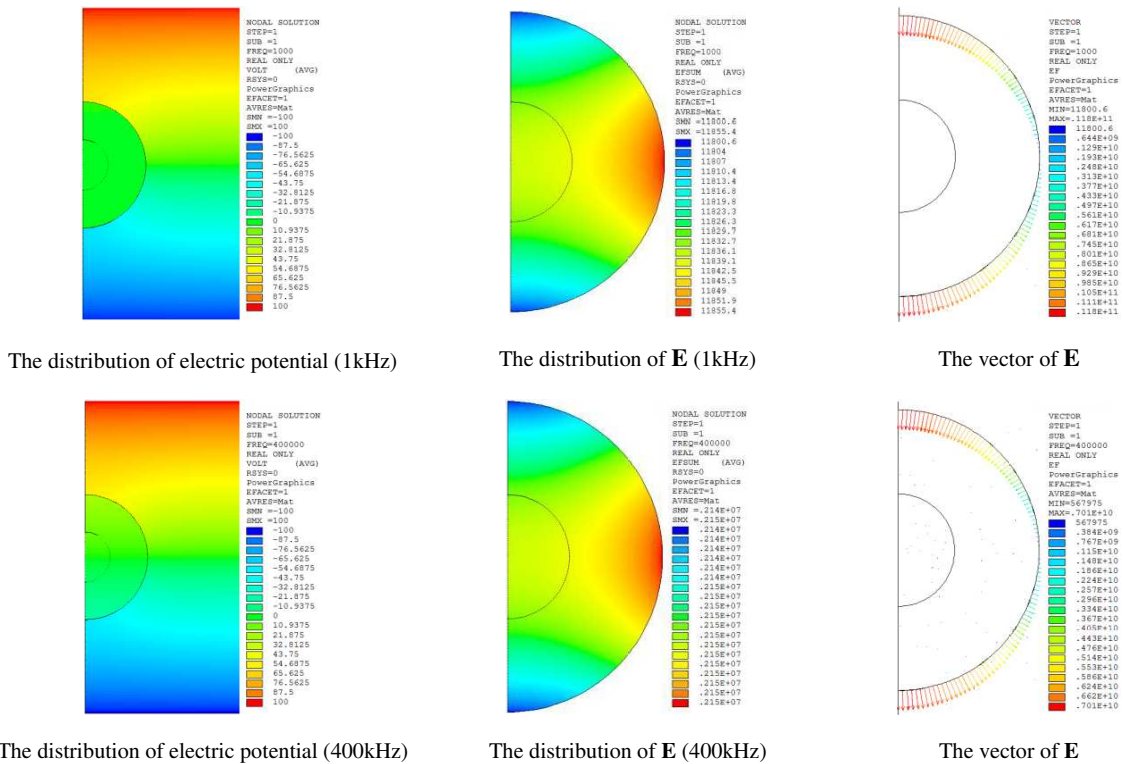 NODAL SOLUTION
STEP=1
SUB =1
FREQ=1000
REAL ONLY
VOLT (AVG)
RSYS=0
PowerGraphics
EFACET=1
AVRES=Mat
SMN =-100
SMX =100
-100
-87.5
-76.5625
-65.625
-54.6875
-43.75
-32.8125
-21.875
-10.9375
0
10.9375
21.875
32.8125
43.75
54.6875
65.625
76.5625
87.5
100
The distribution of electric potential (1kHz)
NODAL SOLUTION
STEP=1
SUB =1
FREQ=1000
REAL ONLY
EFSUM (AVG)
RSYS=0
PowerGraphics
EFACET=1
AVRES=Mat
SMN =11800.6
SMX =11855.4
11800.6
11804
11807
11810.4
11813.4
11816.8
11819.8
11823.3
11826.3
11829.7
11832.7
11836.1
11839.1
11842.5
11845.5
11849
11851.9
11855.4
The distribution of E (1kHz)
VECTOR
STEP=1
SUB =1
FREQ=1000
REAL ONLY
EF
PowerGraphics
EFACET=1
AVRES=Mat
MIN=11800.6
MAX=.118E+11
11800.6
.644E+09
.129E+10
.193E+10
.248E+10
.313E+10
.377E+10
.433E+10
.497E+10
.561E+10
.617E+10
.681E+10
.745E+10
.801E+10
.865E+10
.929E+10
.985E+10
.105E+11
.111E+11
.118E+11
The vector of E
NODAL SOLUTION
STEP=1
SUB =1
FREQ=400000
REAL ONLY
VOLT (AVG)
RSYS=0
PowerGraphics
EFACET=1
AVRES=Mat
SMN =-100
SMX =100
-100
-87.5
-76.5625
-65.625
-54.6875
-43.75
-32.8125
-21.875
-10.9375
0
10.9375
21.875
32.8125
43.75
54.6875
65.625
76.5625
87.5
100
The distribution of electric potential (400kHz)
NODAL SOLUTION
STEP=1
SUB =1
FREQ=400000
REAL ONLY
EFSUM (AVG)
RSYS=0
PowerGraphics
EFACET=1
AVRES=Mat
SMN =.214E+07
SMX =.215E+07
.214E+07
.214E+07
.214E+07
.214E+07
.214E+07
.214E+07
.215E+07
.215E+07
.215E+07
.215E+07
.215E+07
.215E+07
.215E+07
.215E+07
.215E+07
.215E+07
.215E+07
.215E+07
The distribution of E (400kHz)
VECTOR
STEP=1
SUB =1
FREQ=400000
REAL ONLY
EF
PowerGraphics
EFACET=1
AVRES=Mat
MIN=567975
MAX=.701E+10
567975
.384E+09
.767E+09
.115E+10
.148E+10
.186E+10
.224E+10
.257E+10
.296E+10
.334E+10
.367E+10
.405E+10
.443E+10
.476E+10
.514E+10
.553E+10
.586E+10
.624E+10
.662E+10
.701E+10
The vector of E